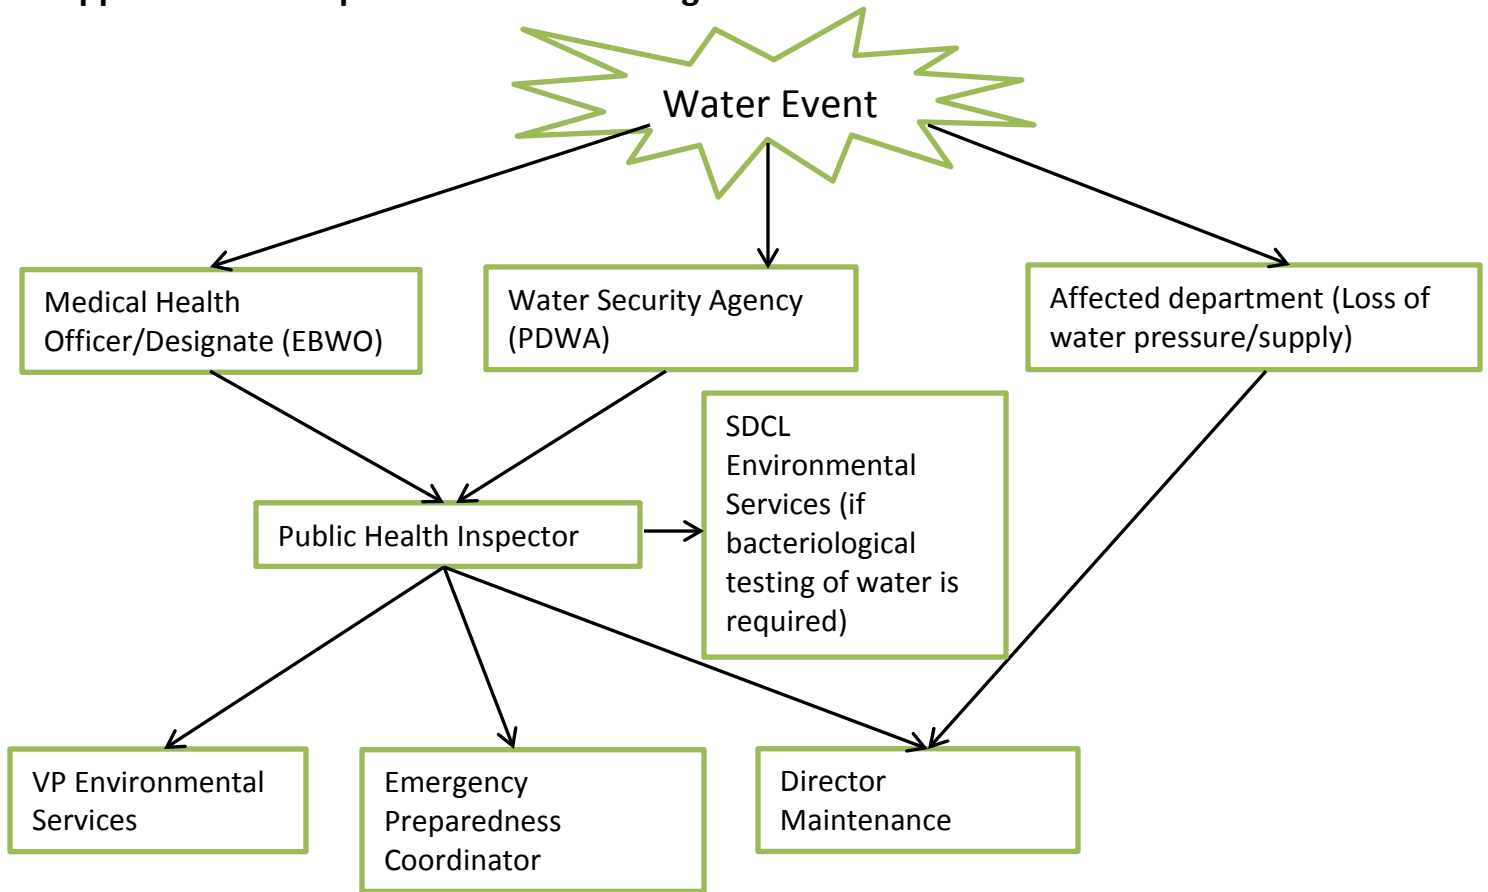 Water Event
Medical Health
Officer/Designate (EBWO)
Water Security Agency
(PDWA)
Affected department (Loss of
water pressure/supply)
SDCL
Environmental
Services (if
bacteriological
testing of water is
required)
Public Health Inspector
VP Environmental
Services
Emergency
Preparedness
Coordinator
Director
Maintenance